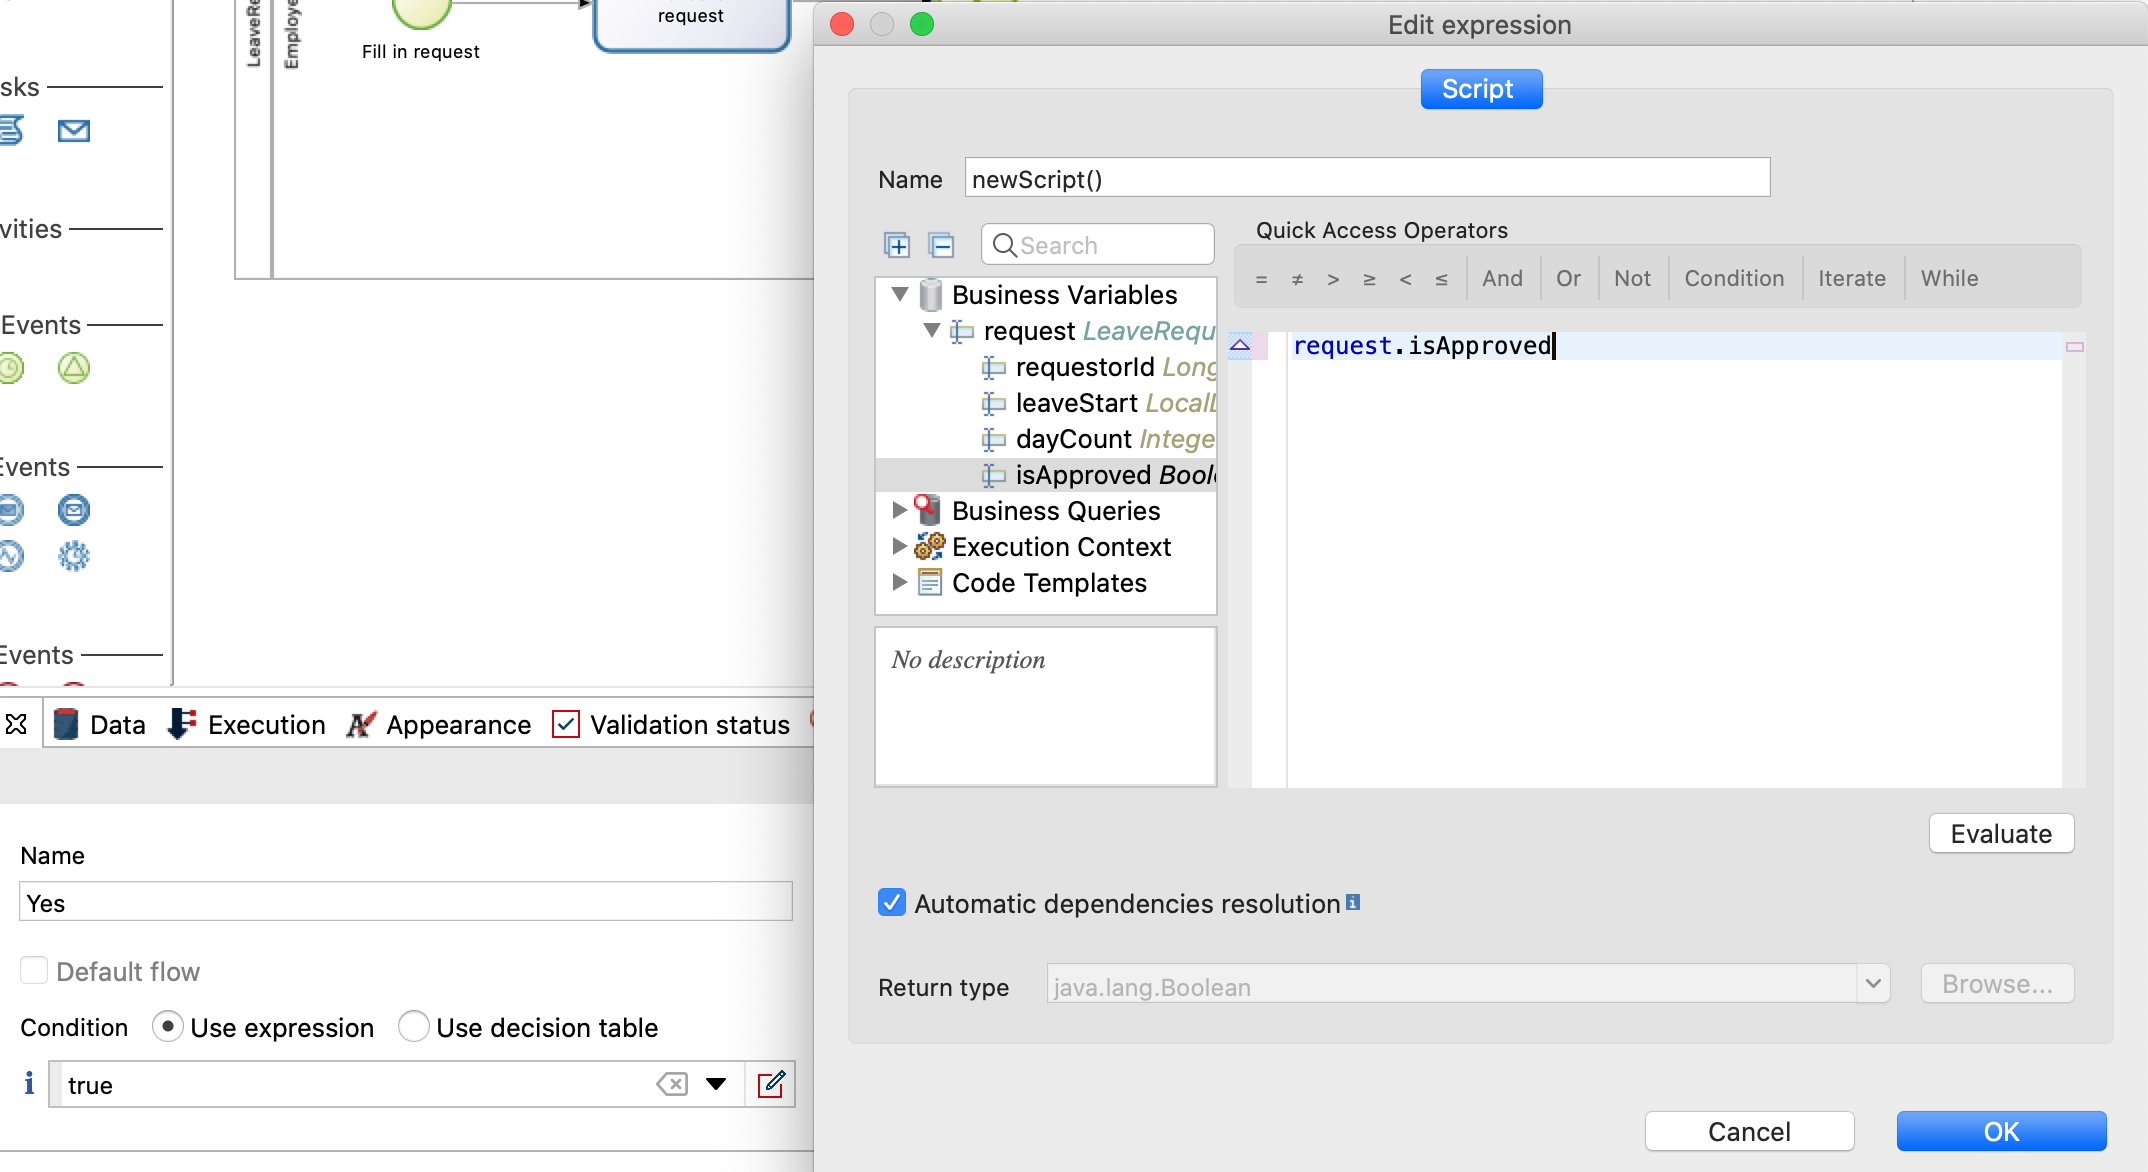 LeaveRe
Employe
Fill in request
request
sks
vities
Events
Events
Events
Data
Execution
Appearance
Validation status
Name
Yes
Default flow
Condition
Use expression
Use decision table
i
true
Edit expression
Script
Name
newScript()
Search
Quick Access Operators
= ≠ > ≥ < ≤ And Or Not Condition Iterate While
Business Variables
request LeaveRequ
requestorId Long
leaveStart LocalD
dayCount Intege
isApproved Boole
Business Queries
Execution Context
Code Templates
request.isApproved
No description
Evaluate
Automatic dependencies resolution i
Return type
java.lang.Boolean
Browse...
Cancel
OK